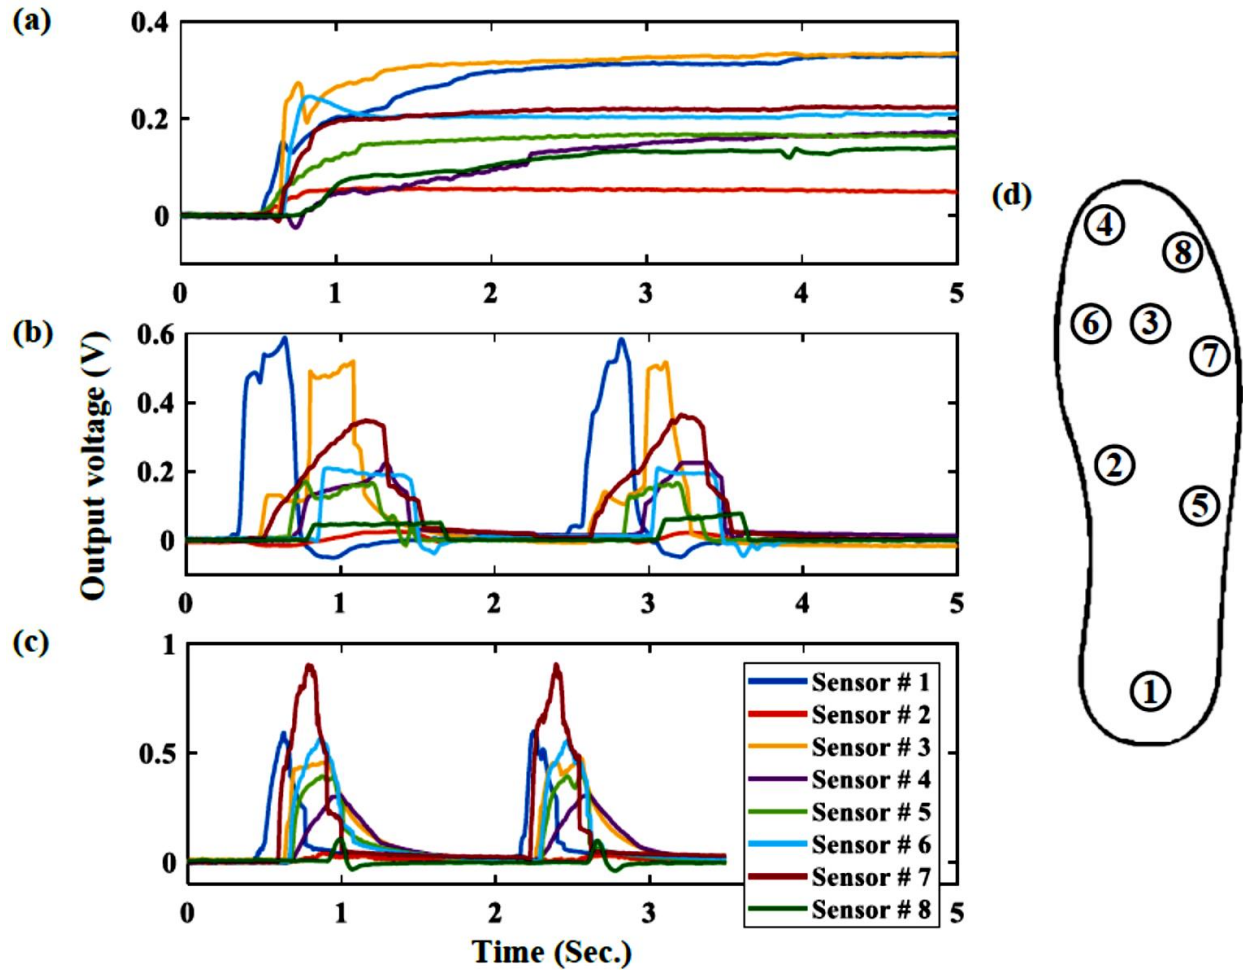 (a)
0.4
0.2
0
0 1 2 3 4 5
(b)
0.6
0.4
0.2
0
0 1 2 3 4 5
Output voltage (V)
(c)
1
0.5
0
0 1 2 3 5
Time (Sec.)
Sensor # 1
Sensor # 2
Sensor # 3
Sensor # 4
Sensor # 5
Sensor # 6
Sensor # 7
Sensor # 8
(d)
4
8
6 3
7
2
5
1